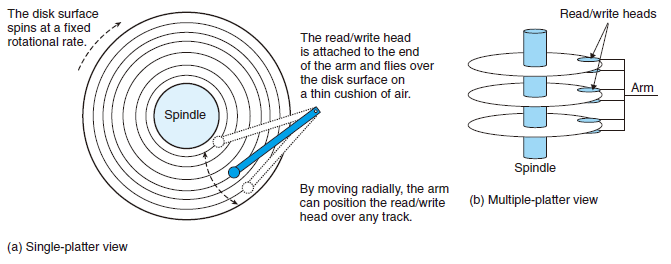 The disk surface
spins at a fixed
rotational rate.
Spindle
The read/write head
is attached to the end
of the arm and flies over
the disk surface on
a thin cushion of air.
By moving radially, the arm
can position the read/write
head over any track.
(a) Single-platter view
Read/write heads
Arm
Spindle
(b) Multiple-platter view